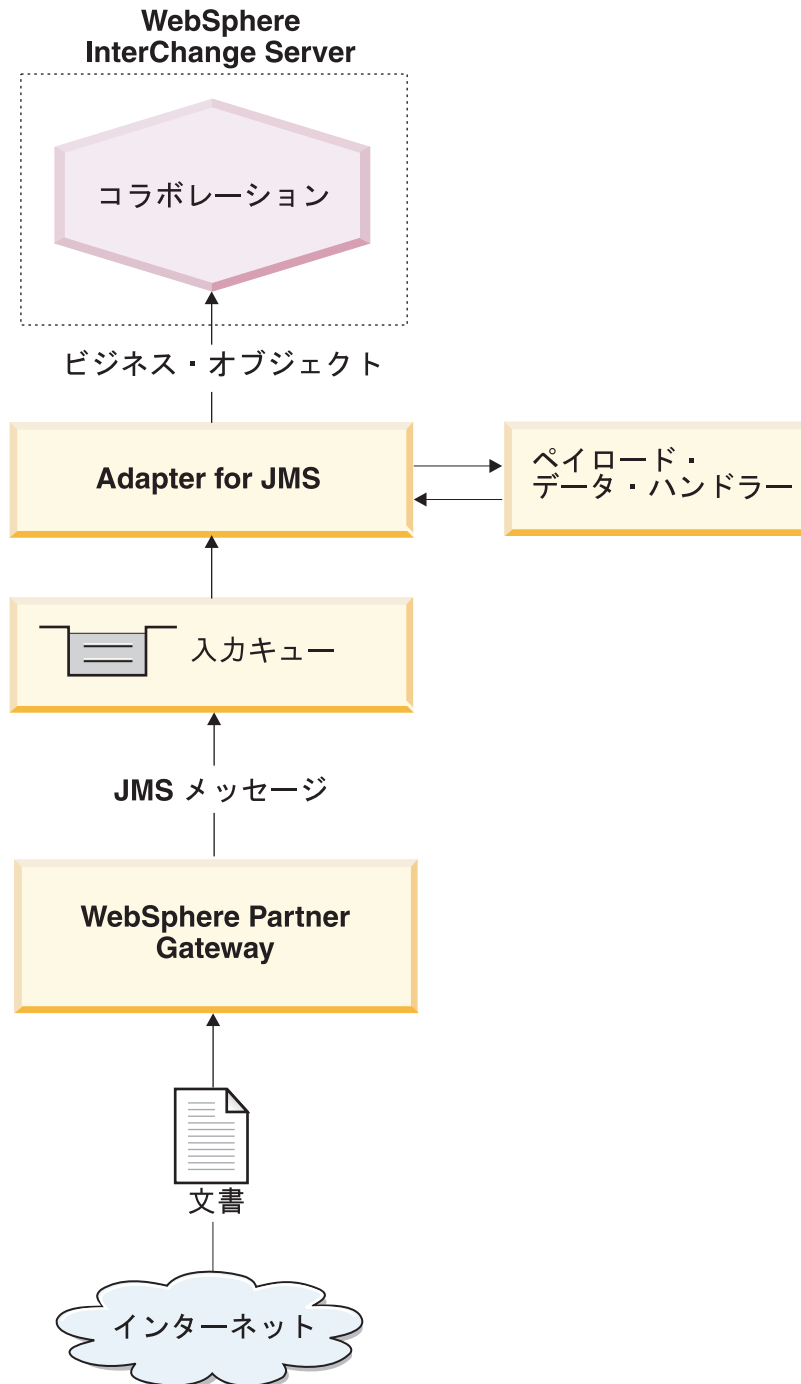 WebSphere
InterChange Server
コラボレーション
ビジネス・オブジェクト
Adapter for JMS
ペイロード・
データ・ハンドラー
入力キュー
JMS メッセージ
WebSphere Partner
Gateway
文書
インターネット